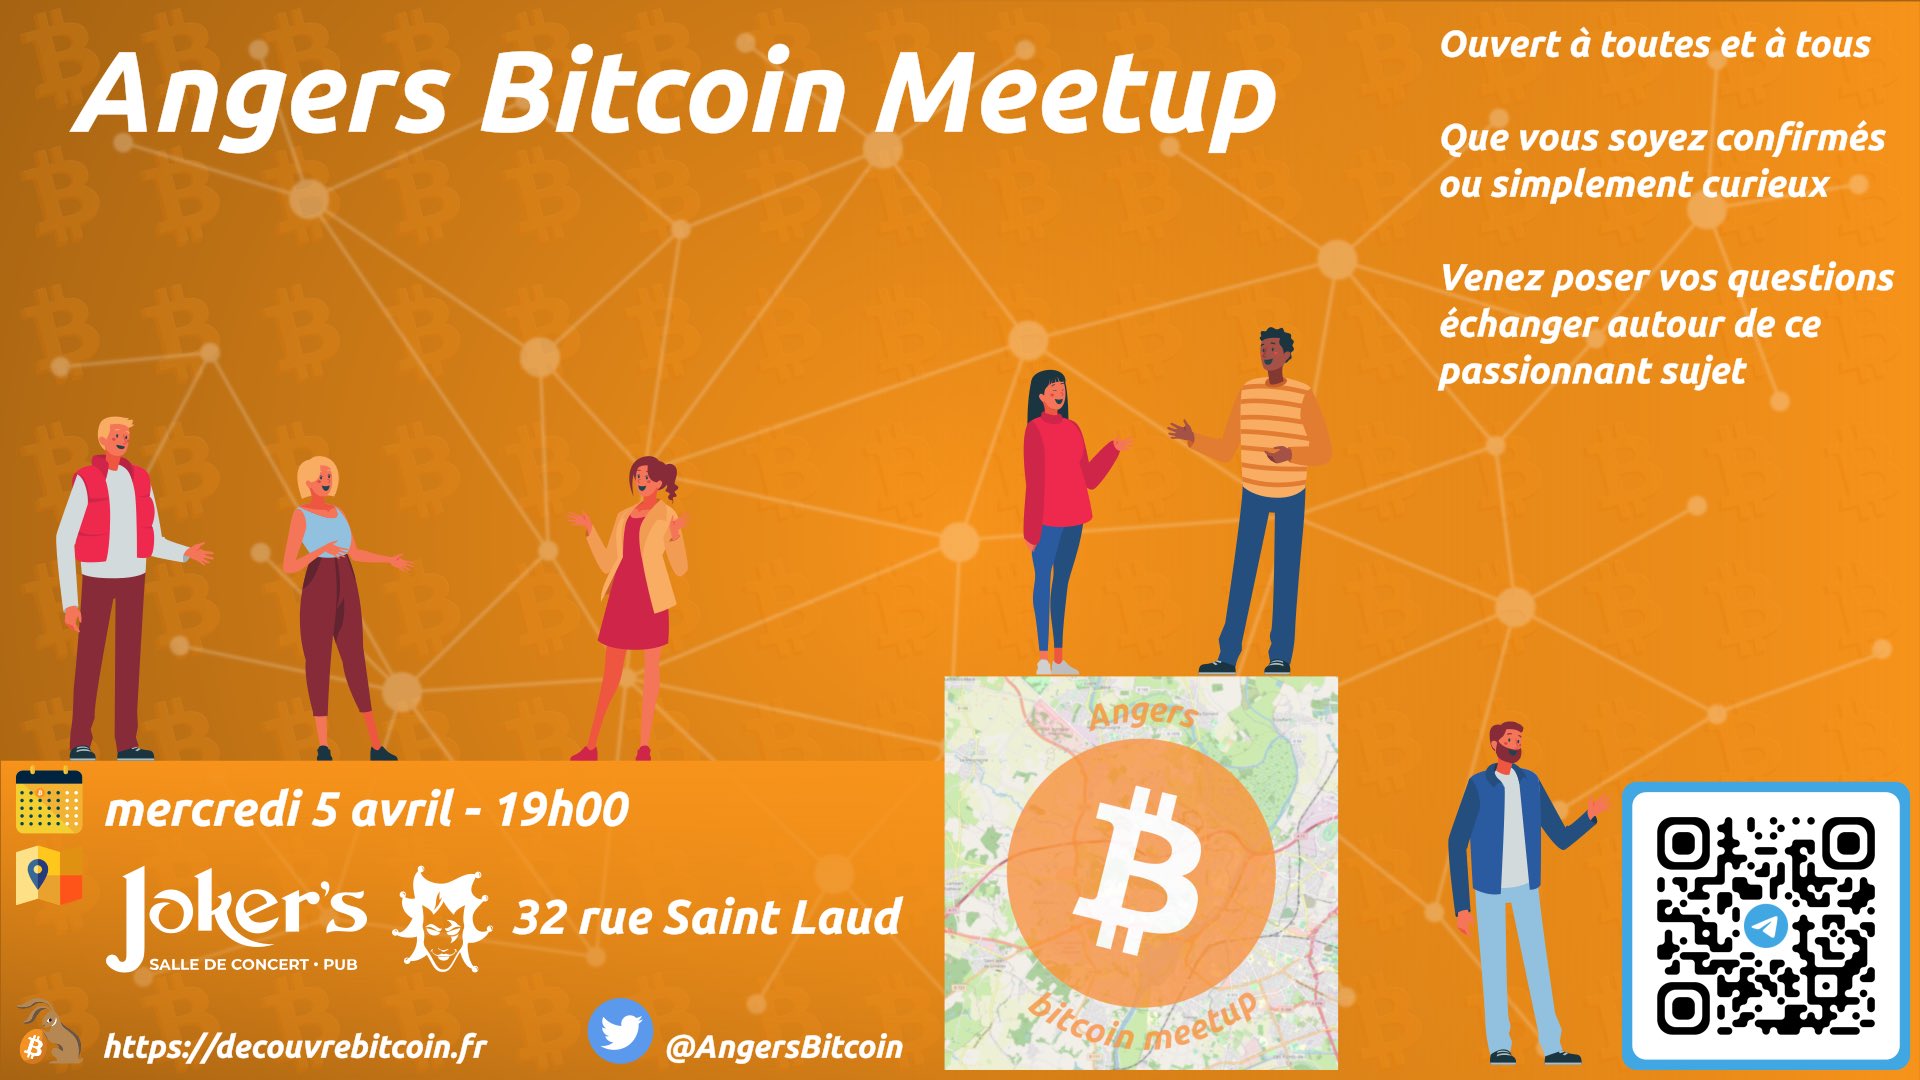 Angers Bitcoin Meetup
Ouvert à toutes et à tous
Que vous soyez confirmés
ou simplement curieux
Venez poser vos questions
échanger autour de ce
passionnant sujet
mercredi 5 avril - 19h00
Joker's
SALLE DE CONCERT • PUB
32 rue Saint Laud
https://decouvrebitcoin.fr
@AngersBitcoin
Angers
bitcoin meetup